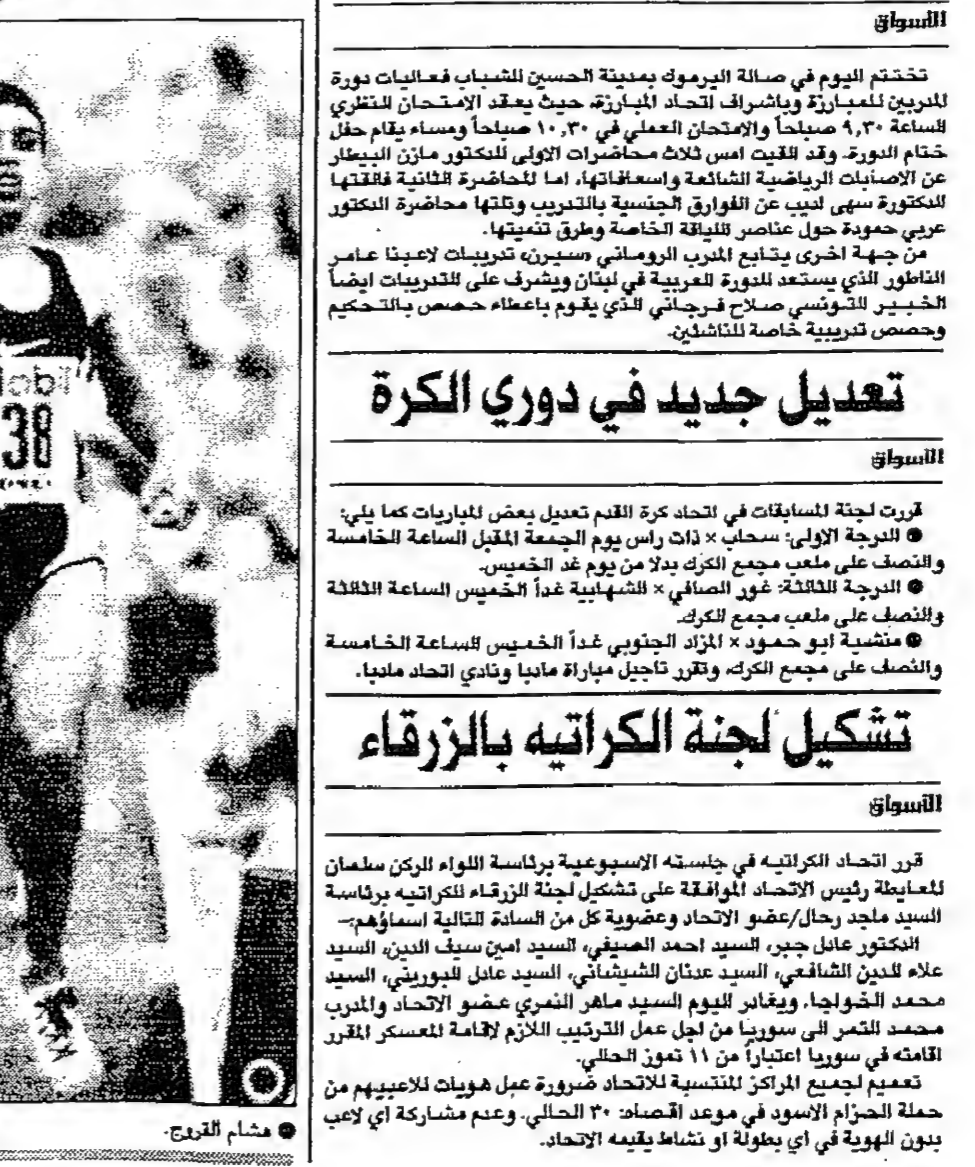 الأسواق
تختتم اليوم في صالة اليرموك بمدينة الحسين للشباب فعاليات دورة
المدربين للمبارزة وباشراف اتحاد المبارزة، حيث يعقد الامتحان النظري
الساعة ٩,٣٠ صباحاً والامتحان العملي في ١٠,٣٠ صباحاً ومساء يقام حفل
ختام الدورة. وقد القيت امس ثلاث محاضرات الاولى للدكتور مازن البيطار
عن الاصابات الرياضية الشائعة واسعافاتها، اما المحاضرة الثانية فالقتها
الدكتورة سهى اديب عن الفوارق الجنسية بالتدريب وتلتها محاضرة الدكتور
عربي حمودة حول عناصر اللياقة الخاصة وطرق تنميتها.
من جهة اخرى يتابع المدرب الروماني «سيرن» تدريبات لاعبنا عامر
الناطور الذي يستعد للدورة العربية في لبنان ويشرف على التدريبات ايضاً
الخبير التونسي صلاح فرجاني الذي يقوم باعطاء حصص بالتحكيم
وحصص تدريبية خاصة للناشئين.
تعديل جديد في دوري الكرة
الأسواق
قررت لجنة المسابقات في اتحاد كرة القدم تعديل بعض المباريات كما يلي:
● الدرجة الاولى: سحاب × ذات راس يوم الجمعة المقبل الساعة الخامسة
والنصف على ملعب مجمع الكرك بدلا من يوم غد الخميس.
● الدرجة الثالثة: غور الصافي × الشهابية غداً الخميس الساعة الثالثة
والنصف على ملعب مجمع الكرك.
● منشية ابو حمود × المزار الجنوبي غداً الخميس الساعة الخامسة
والنصف على مجمع الكرك، وتقرر تاجيل مباراة مادبا ونادي اتحاد مادبا.
تشكيل لجنة الكراتيه بالزرقاء
الأسواق
قرر اتحاد الكراتيه في جلسته الاسبوعية برئاسة اللواء الركن سلمان
المعايطة رئيس الاتحاد الموافقة على تشكيل لجنة الزرقاء للكراتيه برئاسة
السيد ماجد رحال/عضو الاتحاد وعضوية كل من السادة التالية اسماؤهم:-
الدكتور عادل جبر، السيد احمد الصيفي، السيد امين سيف الدين، السيد
علاء الدين الشافعي، السيد عدنان الشيشاني، السيد عادل البوريني، السيد
محمد الخواجا. ويغادر اليوم السيد ماهر النمري عضو الاتحاد والمدرب
محمد النمر الى سوريا من اجل عمل الترتيب اللازم لاقامة المعسكر المقرر
اقامته في سوريا اعتباراً من ١١ تموز الحالي.
تعميم لجميع المراكز المنتسبة للاتحاد ضرورة عمل هويات للاعبيهم من
حملة الحزام الاسود في موعد اقصاه: ٣٠ الحالي. وعدم مشاركة اي لاعب
بدون الهوية في اي بطولة او نشاط يقيمه الاتحاد.
obil
38
● هشام القروج.